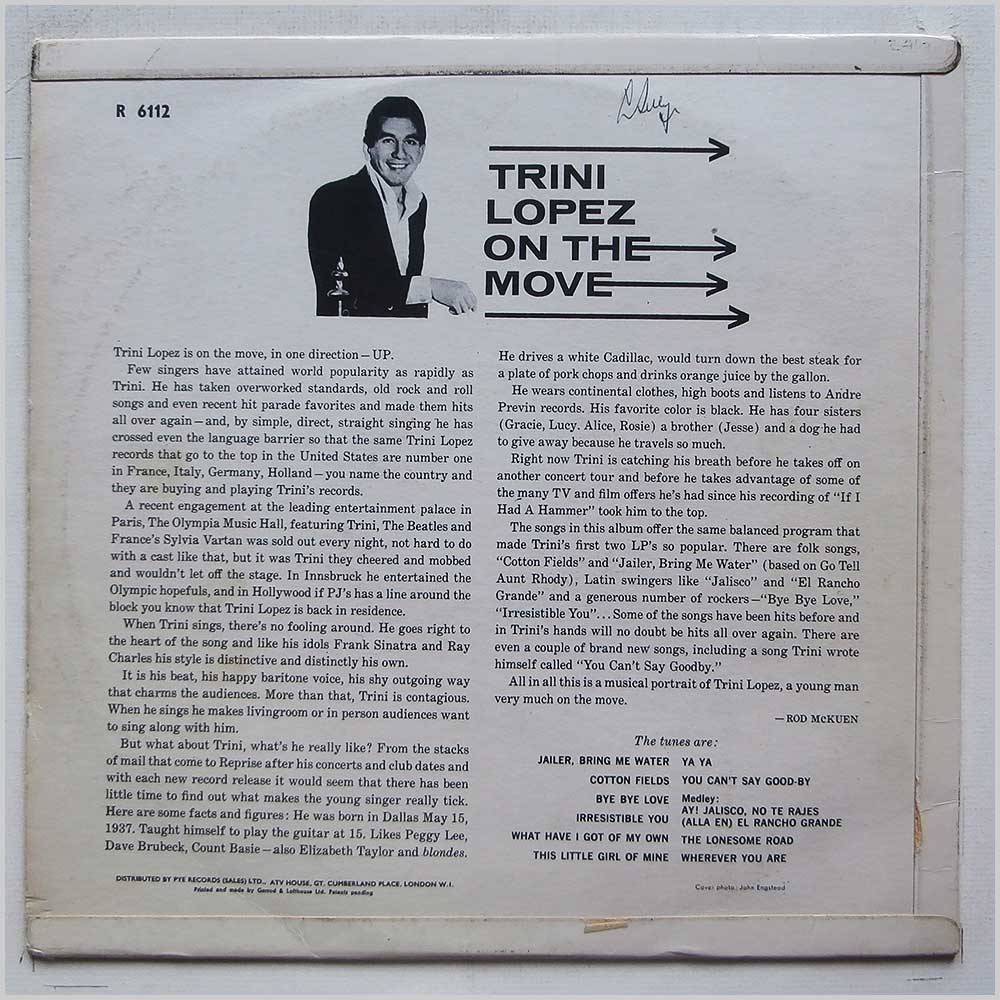 R 6112
TRINI
LOPEZ
ON THE
MOVE
Trini Lopez is on the move, in one direction — UP.
Few singers have attained world popularity as rapidly as
Trini. He has taken overworked standards, old rock and roll
songs and even recent hit parade favorites and made them hits
all over again — and, by simple, direct, straight singing he has
crossed even the language barrier so that the same Trini Lopez
records that go to the top in the United States are number one
in France, Italy, Germany, Holland — you name the country and
they are buying and playing Trini's records.
A recent engagement at the leading entertainment palace in
Paris, The Olympia Music Hall, featuring Trini, The Beatles and
France's Sylvia Vartan was sold out every night, not hard to do
with a cast like that, but it was Trini they cheered and mobbed
and wouldn't let off the stage. In Innsbruck he entertained the
Olympic hopefuls, and in Hollywood if PJ's has a line around the
block you know that Trini Lopez is back in residence.
When Trini sings, there's no fooling around. He goes right to
the heart of the song and like his idols Frank Sinatra and Ray
Charles his style is distinctive and distinctly his own.
It is his beat, his happy baritone voice, his shy outgoing way
that charms the audiences. More than that, Trini is contagious.
When he sings he makes livingroom or in person audiences want
to sing along with him.
But what about Trini, what's he really like? From the stacks
of mail that come to Reprise after his concerts and club dates and
with each new record release it would seem that there has been
little time to find out what makes the young singer really tick.
Here are some facts and figures: He was born in Dallas May 15,
1937. Taught himself to play the guitar at 15. Likes Peggy Lee,
Dave Brubeck, Count Basie — also Elizabeth Taylor and blondes.
He drives a white Cadillac, would turn down the best steak for
a plate of pork chops and drinks orange juice by the gallon.
He wears continental clothes, high boots and listens to Andre
Previn records. His favorite color is black. He has four sisters
(Gracie, Lucy. Alice, Rosie) a brother (Jesse) and a dog he had
to give away because he travels so much.
Right now Trini is catching his breath before he takes off on
another concert tour and before he takes advantage of some of
the many TV and film offers he's had since his recording of "If I
Had A Hammer" took him to the top.
The songs in this album offer the same balanced program that
made Trini's first two LP's so popular. There are folk songs,
"Cotton Fields" and "Jailer, Bring Me Water" (based on Go Tell
Aunt Rhody), Latin swingers like "Jalisco" and "El Rancho
Grande" and a generous number of rockers — "Bye Bye Love,"
"Irresistible You"... Some of the songs have been hits before and
in Trini's hands will no doubt be hits all over again. There are
even a couple of brand new songs, including a song Trini wrote
himself called "You Can't Say Goodby."
All in all this is a musical portrait of Trini Lopez, a young man
very much on the move.
— ROD McKUEN
The tunes are:
JAILER, BRING ME WATER
COTTON FIELDS
BYE BYE LOVE
IRRESISTIBLE YOU
WHAT HAVE I GOT OF MY OWN
THIS LITTLE GIRL OF MINE
YA YA
YOU CAN'T SAY GOOD-BY
Medley:
AY! JALISCO, NO TE RAJES
(ALLA EN) EL RANCHO GRANDE
THE LONESOME ROAD
WHEREVER YOU ARE
DISTRIBUTED BY PYE RECORDS (SALES) LTD., ATV HOUSE, GT. CUMBERLAND PLACE, LONDON W.I.
Printed and made by Garrod & Lofthouse Ltd. Patents pending
Cover photo: John Engstead